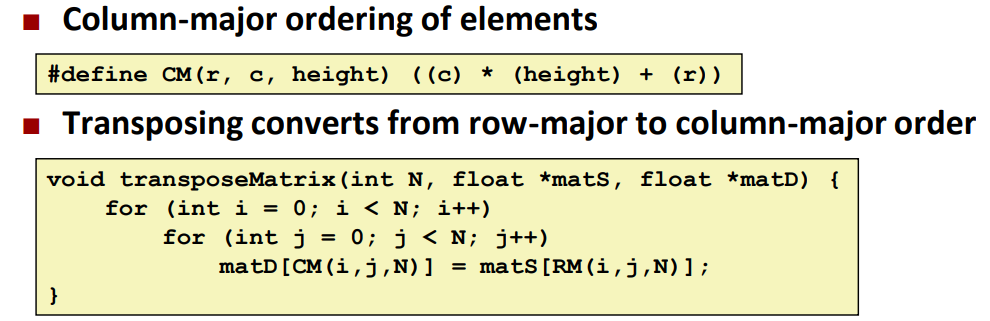 Column-major ordering of elements
#define CM(r, c, height) ((c) * (height) + (r))
Transposing converts from row-major to column-major order
void transposeMatrix(int N, float *matS, float *matD) {
    for (int i = 0; i < N; i++)
        for (int j = 0; j < N; j++)
            matD[CM(i,j,N)] = matS[RM(i,j,N)];
}